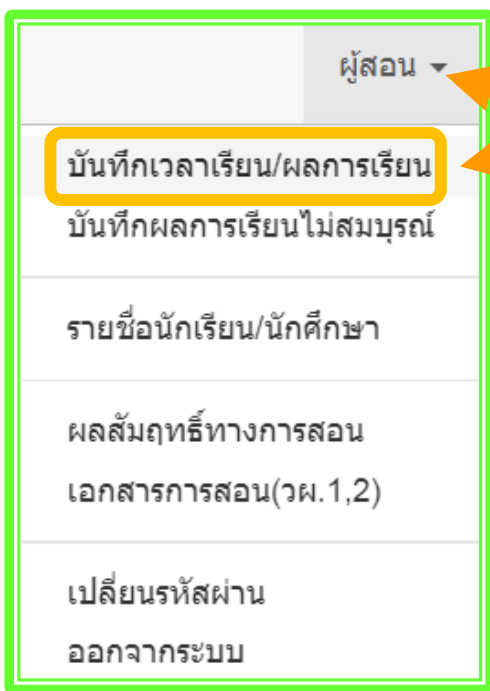 ผู้สอน
บันทึกเวลาเรียน/ผลการเรียน
บันทึกผลการเรียนไม่สมบุรณ์
รายชื่อนักเรียน/นักศึกษา
ผลสัมฤทธิ์ทางการสอน
เอกสารการสอน(วผ.1,2)
เปลี่ยนรหัสผ่าน
ออกจากระบบ